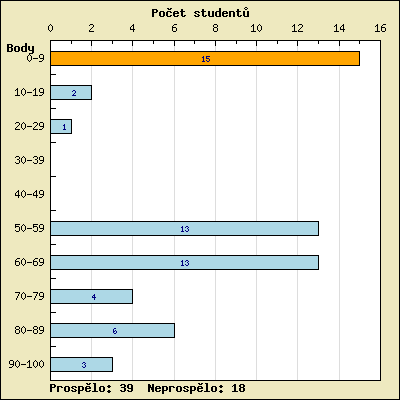 Počet studentů
0 2 4 6 8 10 12 14 16
Body
0-9 15
10-19 2
20-29 1
30-39
40-49
50-59 13
60-69 13
70-79 4
80-89 6
90-100 3
Prospělo: 39 Neprospělo: 18